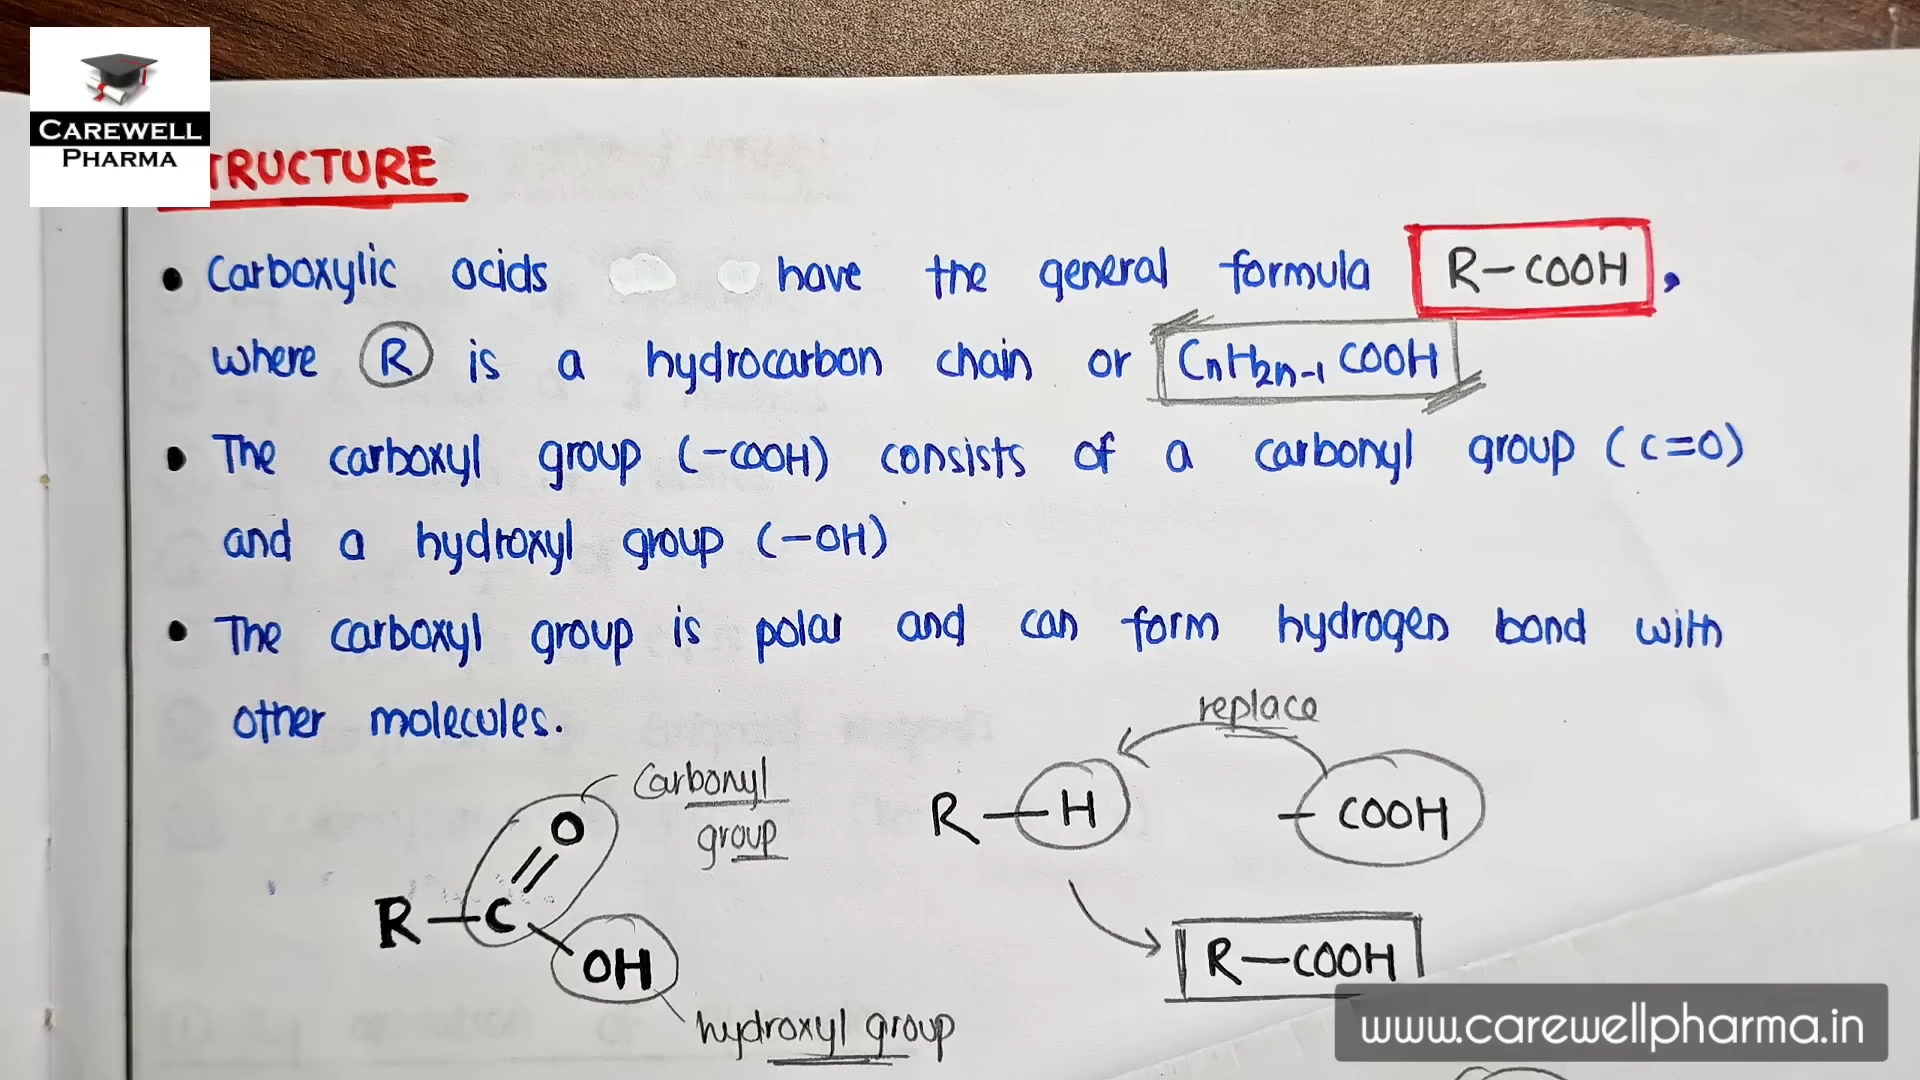 CAREWELL
PHARMA
TRUCTURE
• Carboxylic acids have the general formula R-COOH,
where R is a hydrocarbon chain or CnH2n-1 COOH
• The carboxyl group (-COOH) consists of a carbonyl group (C=O)
and a hydroxyl group (-OH)
• The carboxyl group is polar and can form hydrogen bond with
other molecules.
replace
Carbonyl
group
O
R-C
OH
hydroxyl group
R-H
-COOH
R-COOH
www.carewellpharma.in